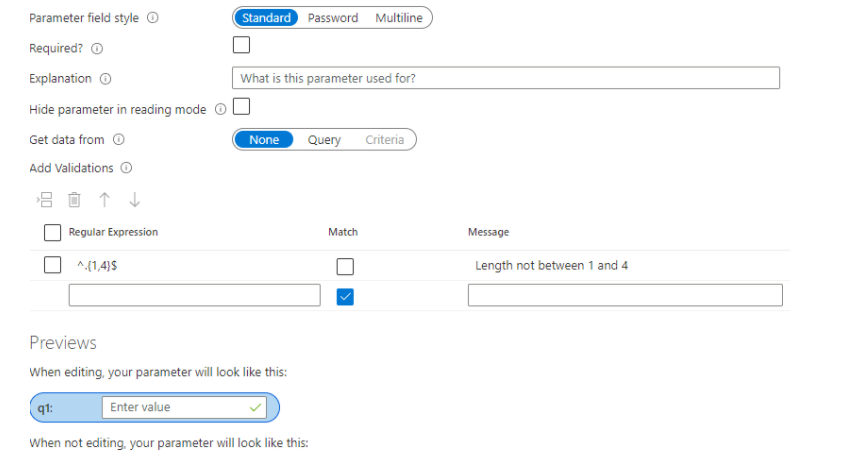 Parameter field style
Standard Password Multiline
Required?
Explanation What is this parameter used for?
Hide parameter in reading mode
Get data from None Query Criteria
Add Validations
Regular Expression Match Message
^.{1,4}$ Length not between 1 and 4
Previews
When editing, your parameter will look like this:
q1: Enter value
When not editing, your parameter will look like this: